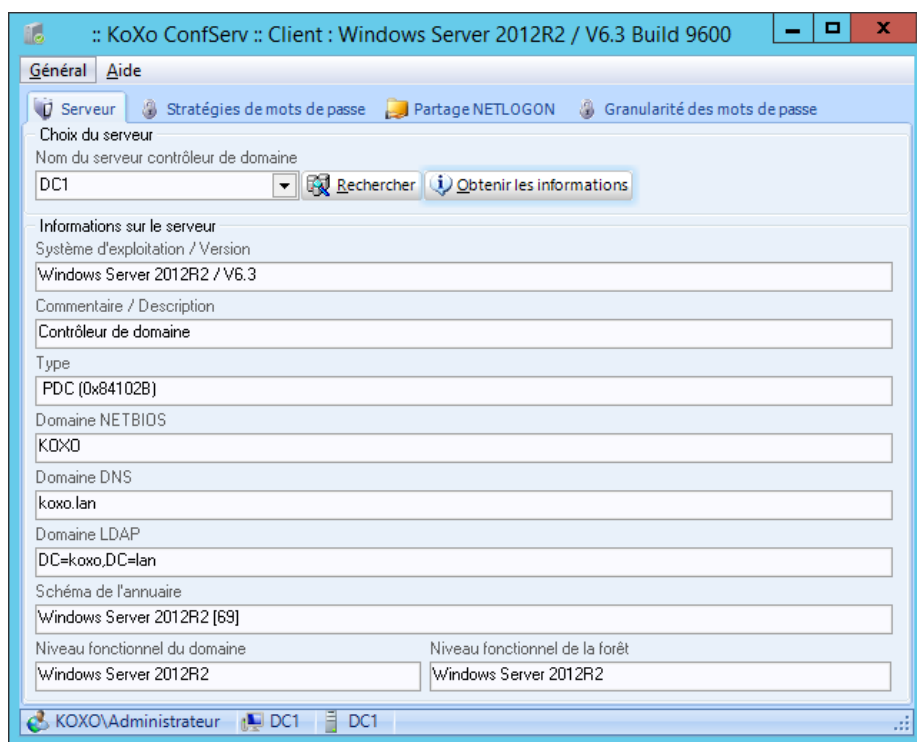 :: KoXo ConfServ :: Client : Windows Server 2012R2 / V6.3 Build 9600
Général Aide
Serveur Stratégies de mots de passe Partage NETLOGON Granularité des mots de passe
Choix du serveur
Nom du serveur contrôleur de domaine
DC1 Rechercher Obtenir les informations
Informations sur le serveur
Système d'exploitation / Version
Windows Server 2012R2 / V6.3
Commentaire / Description
Contrôleur de domaine
Type
PDC (0x84102B)
Domaine NETBIOS
KOXO
Domaine DNS
koxo.lan
Domaine LDAP
DC=koxo,DC=lan
Schéma de l'annuaire
Windows Server 2012R2 [69]
Niveau fonctionnel du domaine Niveau fonctionnel de la forêt
Windows Server 2012R2 Windows Server 2012R2
KOXO\Administrateur DC1 DC1